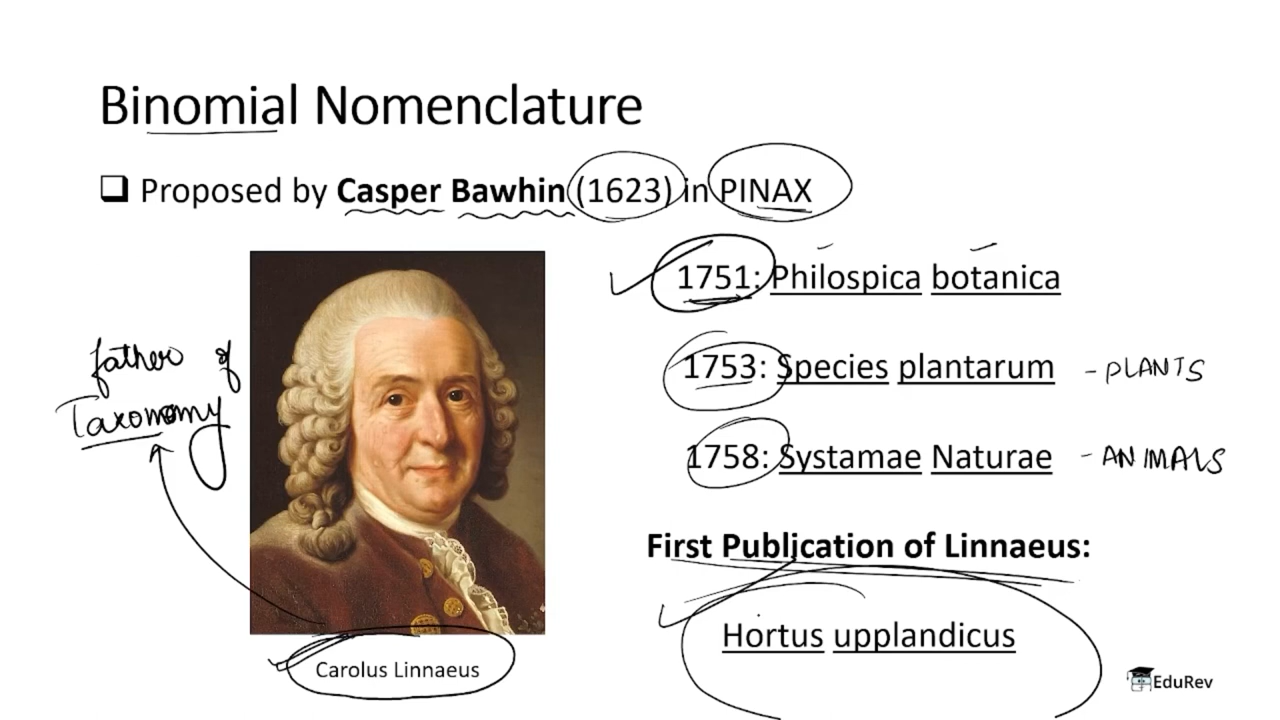 Binomial Nomenclature
❑ Proposed by Casper Bawhin (1623) in PINAX
1751: Philospica botanica
1753: Species plantarum - PLANTS
1758: Systamae Naturae - ANIMALS
father of
Taxonomy
Carolus Linnaeus
First Publication of Linnaeus:
Hortus upplandicus
EduRev